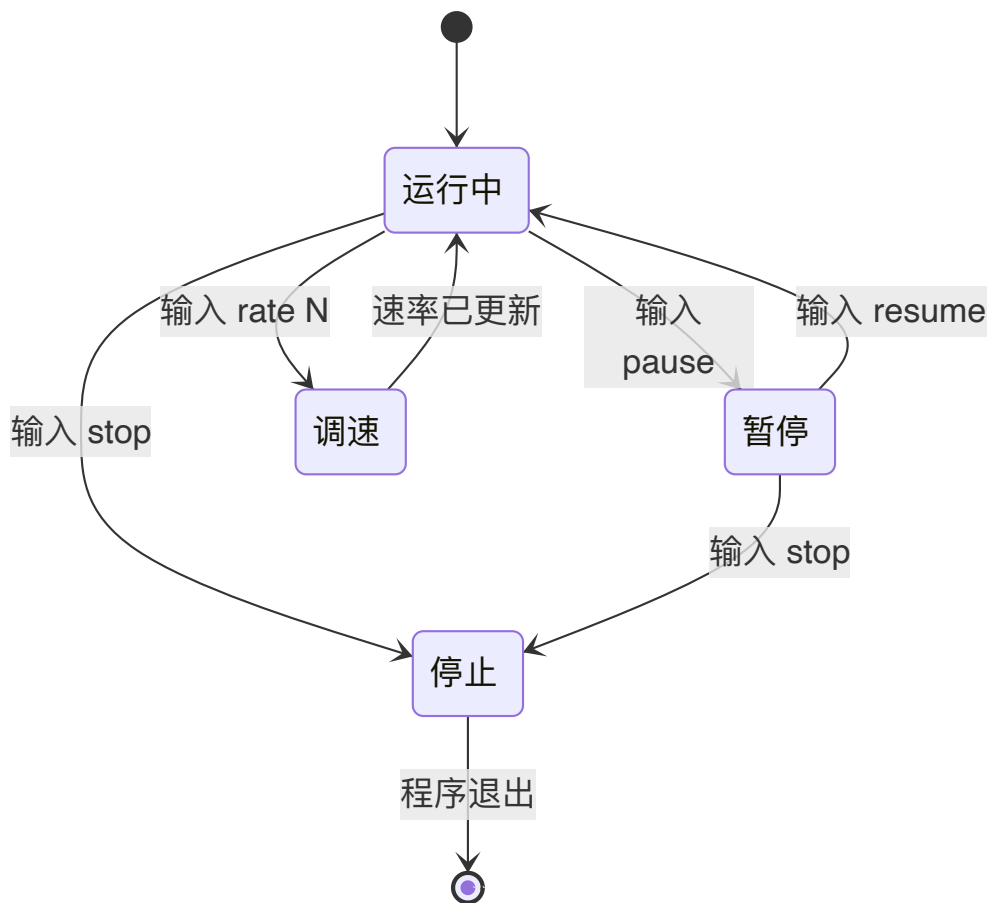 运行中
输入 rate N
速率已更新
输入
pause
输入 resume
输入 stop
调速
暂停
输入 stop
停止
程序退出